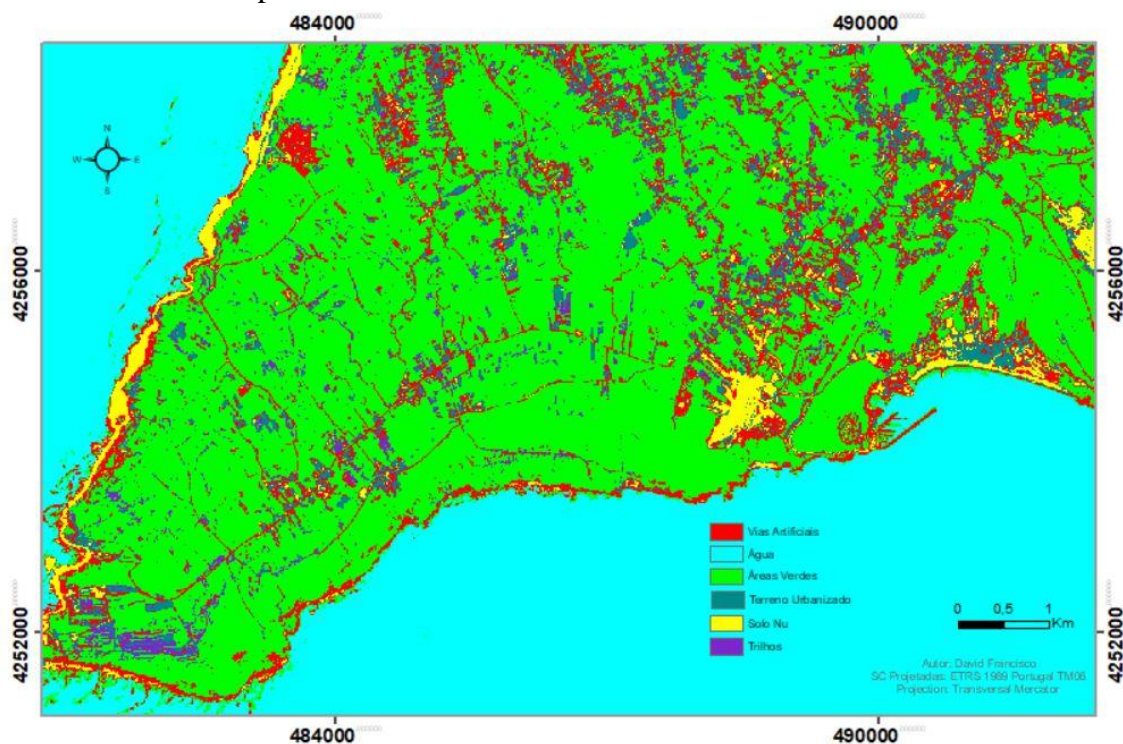 484000
490000
N
W
E
S
4256000
4256000
Vias Artificiais
Água
Áreas Verdes
Terreno Urbanizado
Solo Nu
Trilhos
0 0,5 1
Km
4252000
4252000
Autor: David Francisco
SC Projetadas: ETRS 1989 Portugal TM06
Projection: Transversal Mercator
484000
490000